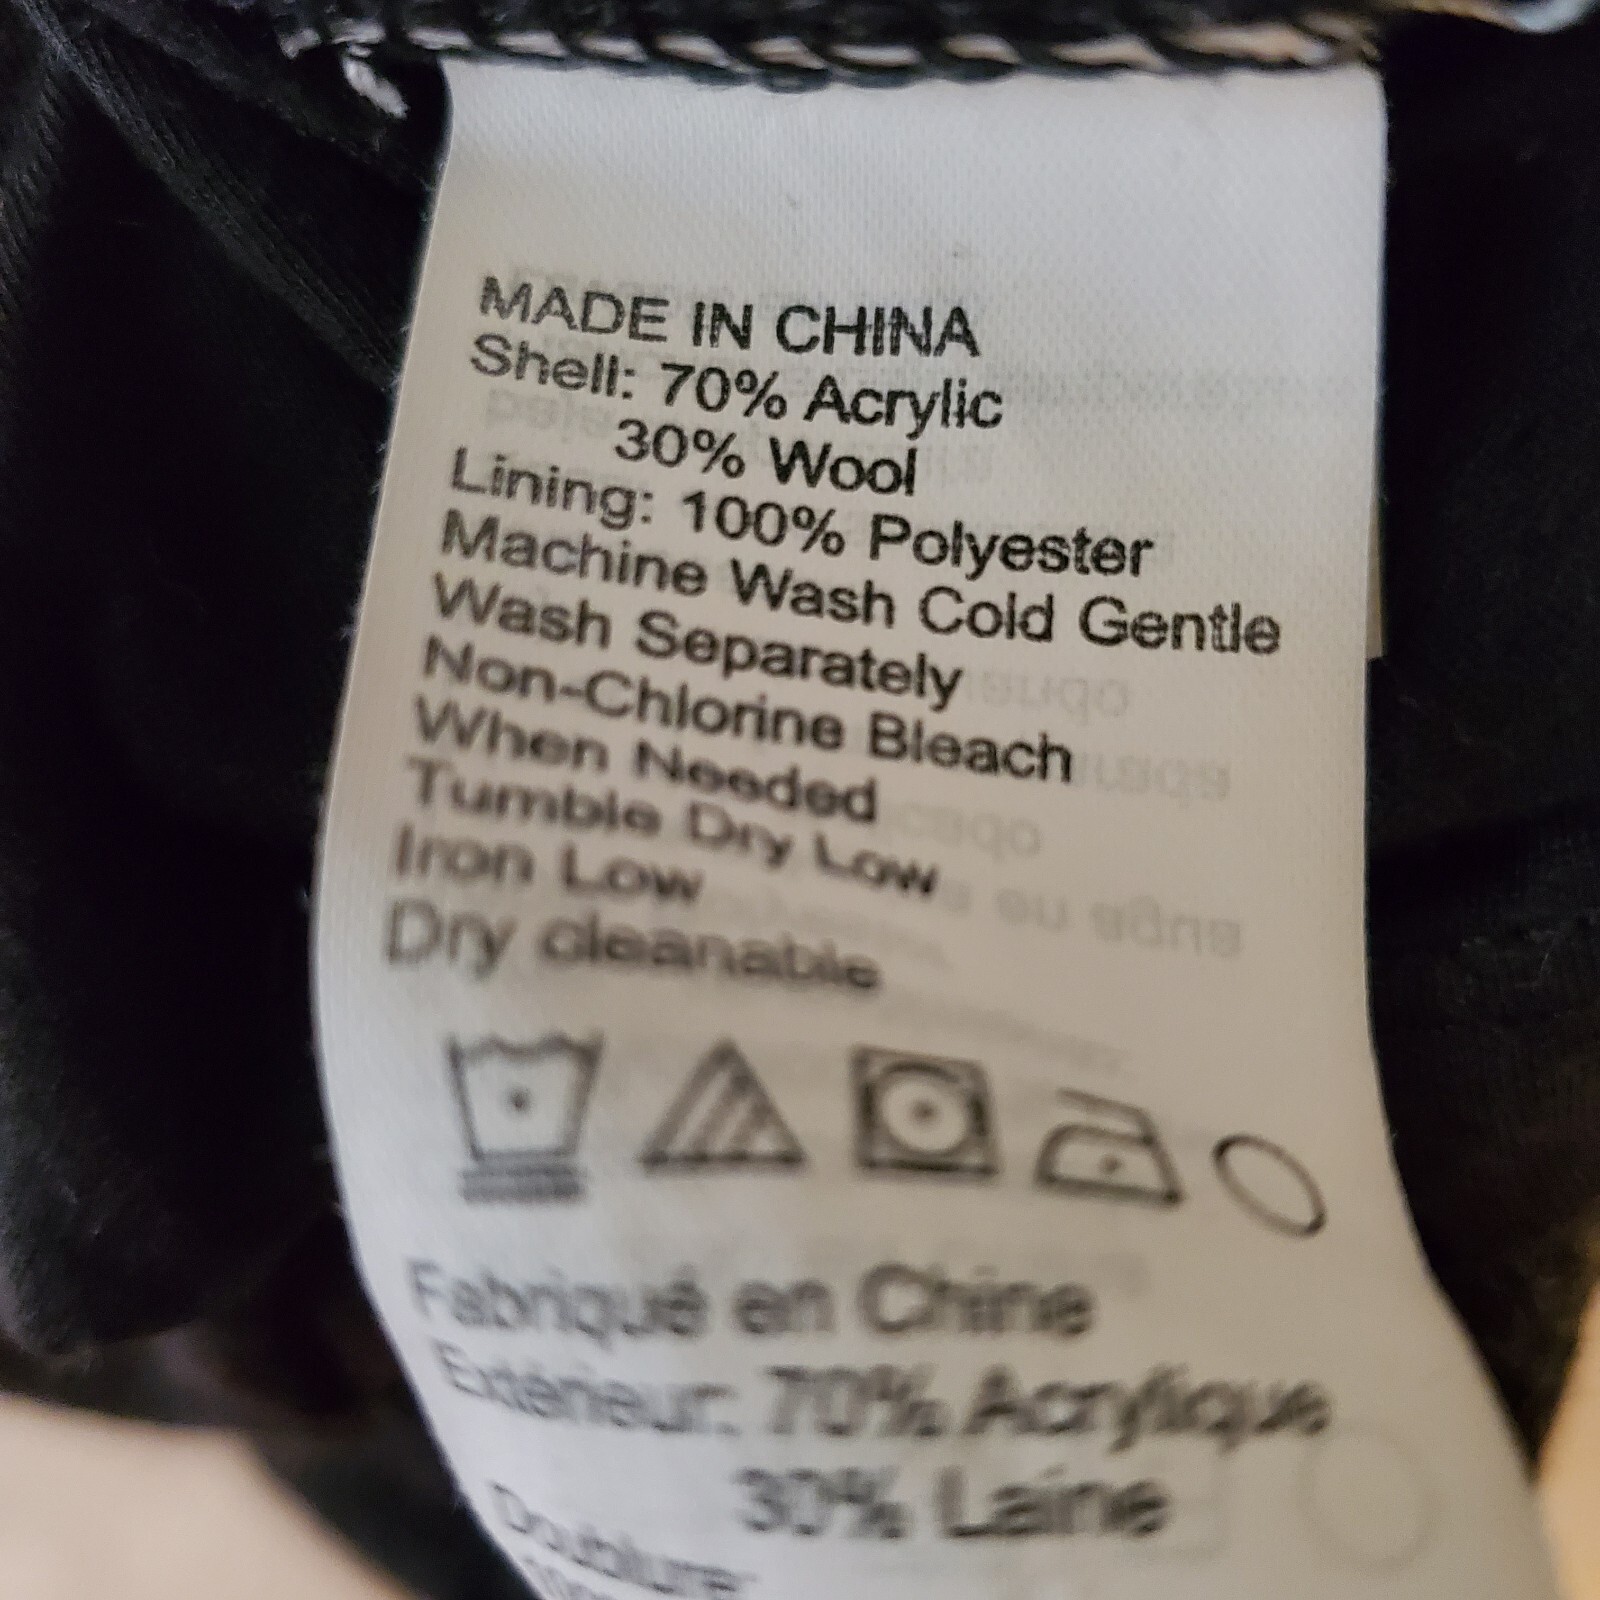 MADE IN CHINA
Shell: 70% Acrylic
30% Wool
Lining: 100% Polyester
Machine Wash Cold Gentle
Wash Separately
Non-Chlorine Bleach
When Needed
Tumble Dry Low
Iron Low
Dry cleanable
Fabriqué en Chine
Extérieur: 70% Acrylique
30% Laine
Doublure: